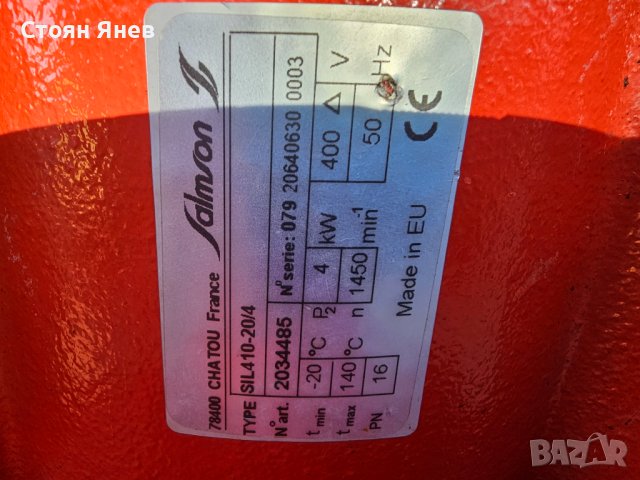 Стоян Янев
78400 CHATOU France Salmson
TYPE SIL410-20/4
N° art. 2034485 N° serie: 079 20640630 0003
t min -20 °C P2 4 kW 400 Δ V
t max 140 °C n 1450 min-1 50 Hz
PN 16 Made in EU CE
BAZAR